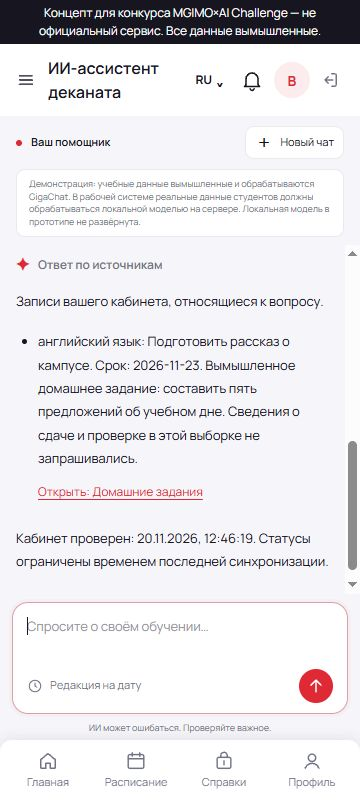 Концепт для конкурса MGIMO×AI Challenge — не
официальный сервис. Все данные вымышленные.
ИИ-ассистент
деканата
RU
В
Ваш помощник
+ Новый чат
Демонстрация: учебные данные вымышленные и обрабатываются
GigaChat. В рабочей системе реальные данные студентов должны
обрабатываться локальной моделью на сервере. Локальная модель в
прототипе не развёрнута.
Ответ по источникам
Записи вашего кабинета, относящиеся к вопросу.
• английский язык: Подготовить рассказ о
кампусе. Срок: 2026-11-23. Вымышленное
домашнее задание: составить пять
предложений об учебном дне. Сведения о
сдаче и проверке в этой выборке не
запрашивались.
Открыть: Домашние задания
Кабинет проверен: 20.11.2026, 12:46:19. Статусы
ограничены временем последней синхронизации.
Спросите о своём обучении...
Редакция на дату
ИИ может ошибаться. Проверяйте важное.
Главная
Расписание
Справки
Профиль